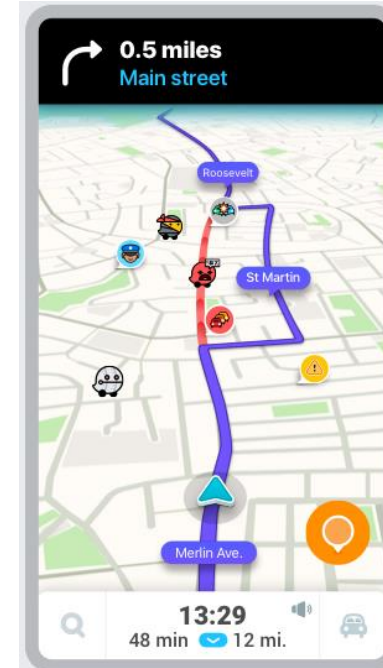 0.5 miles
Main street
Roosevelt
St Martin
Merlin Ave.
13:29
48 min 12 mi.